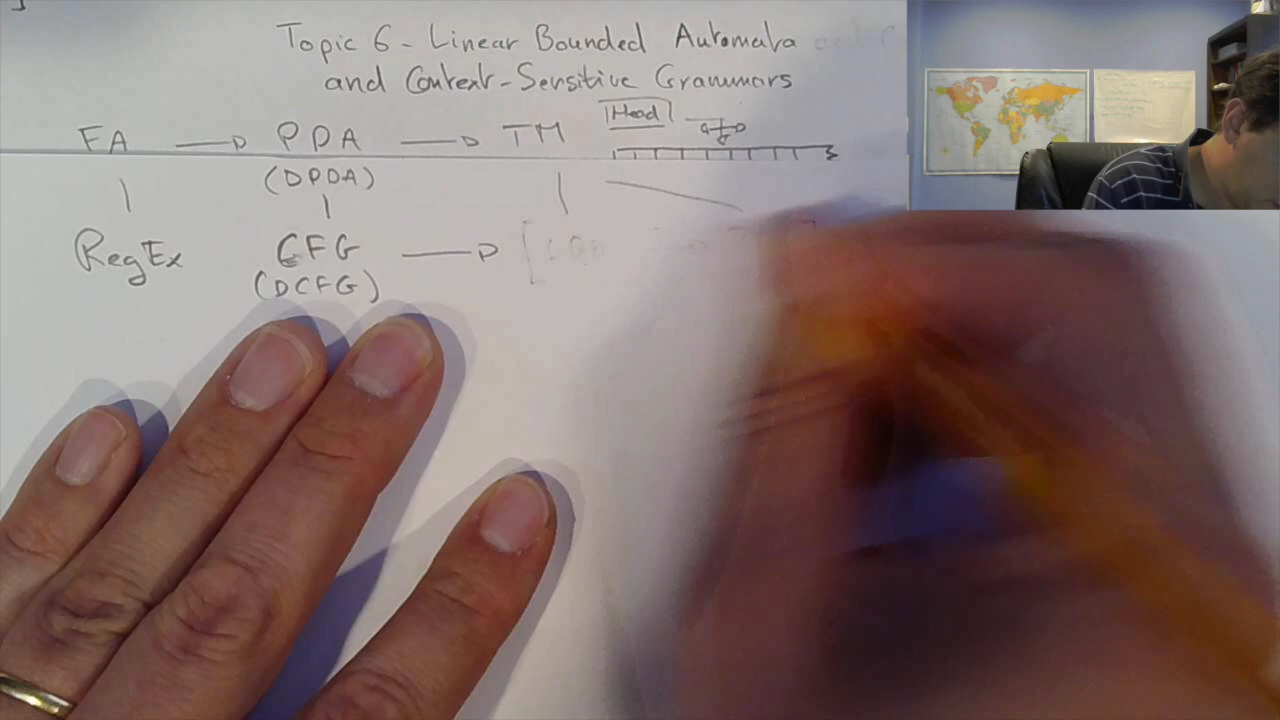 Topic 6 - Linear Bounded Automata
and Context-Sensitive Grammars
Head
FA PDA TM
(DPDA)
RegEx CFG
(DCFG)